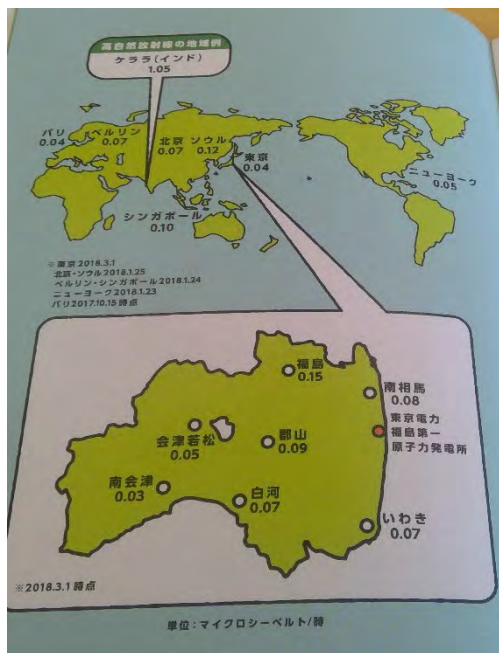 高自然放射線の地域例
ケララ(インド)
1.05
パリ
0.04
ベルリン
0.07
北京
0.07
ソウル
0.12
東京
0.04
ニューヨーク
0.05
シンガポール
0.10
※東京2018.3.1
北京・ソウル2018.1.25
ベルリン・シンガポール2018.1.24
ニューヨーク2018.1.23
パリ2017.10.15時点
福島
0.15
南相馬
0.08
東京電力
福島第一
原子力発電所
会津若松
0.05
郡山
0.09
南会津
0.03
白河
0.07
いわき
0.07
※2018.3.1時点
単位:マイクロシーベルト/時